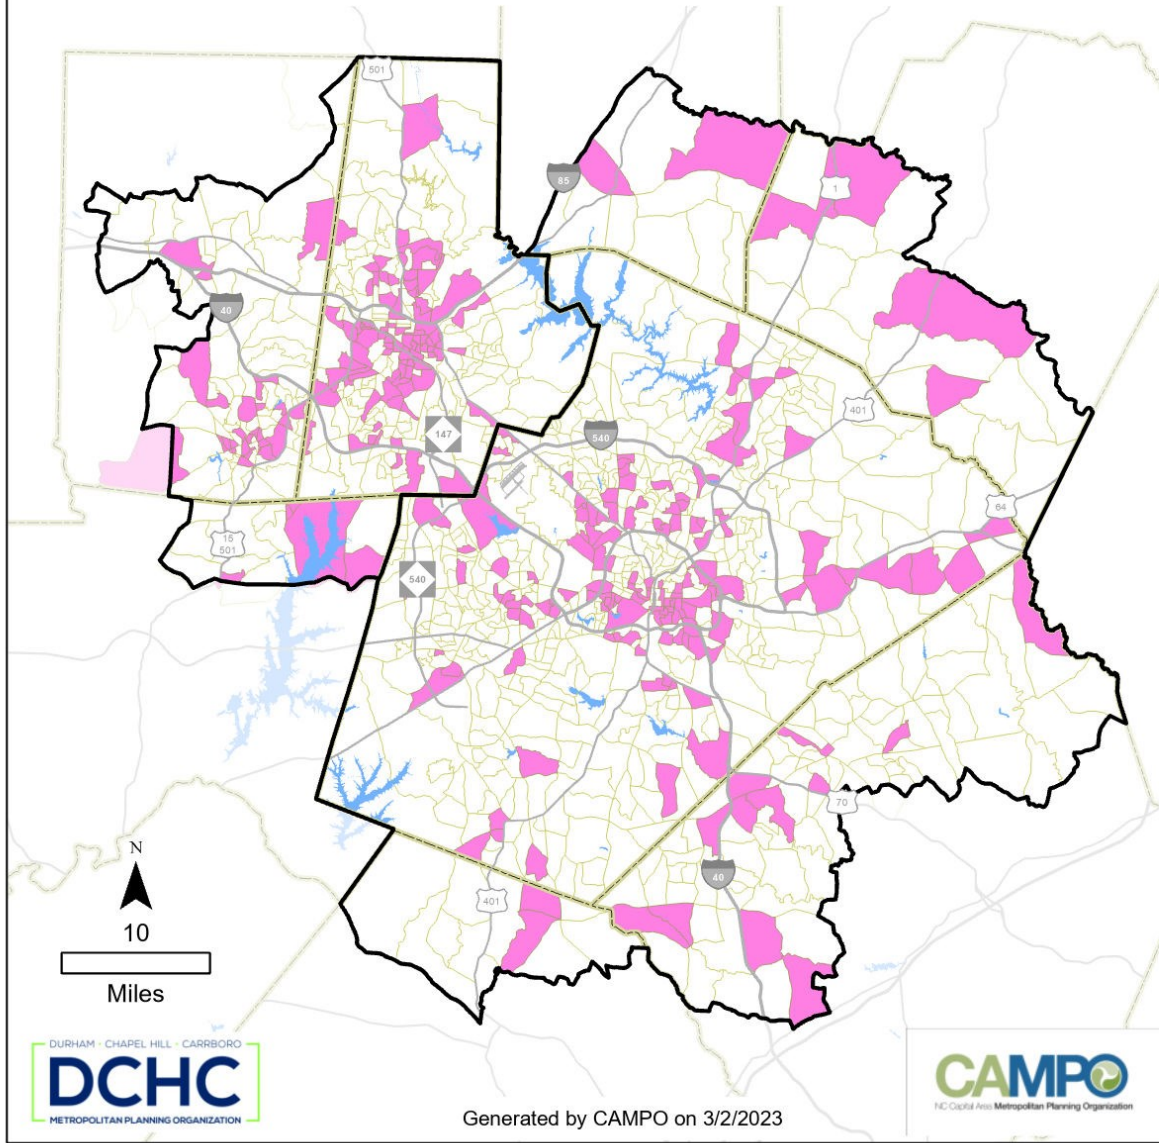 501
85
1
40
401
147
540
64
15
501
540
70
40
401
N
10
Miles
DURHAM · CHAPEL HILL · CARRBORO
DCHC
METROPOLITAN PLANNING ORGANIZATION
Generated by CAMPO on 3/2/2023
CAMPO
NC Capital Area Metropolitan Planning Organization